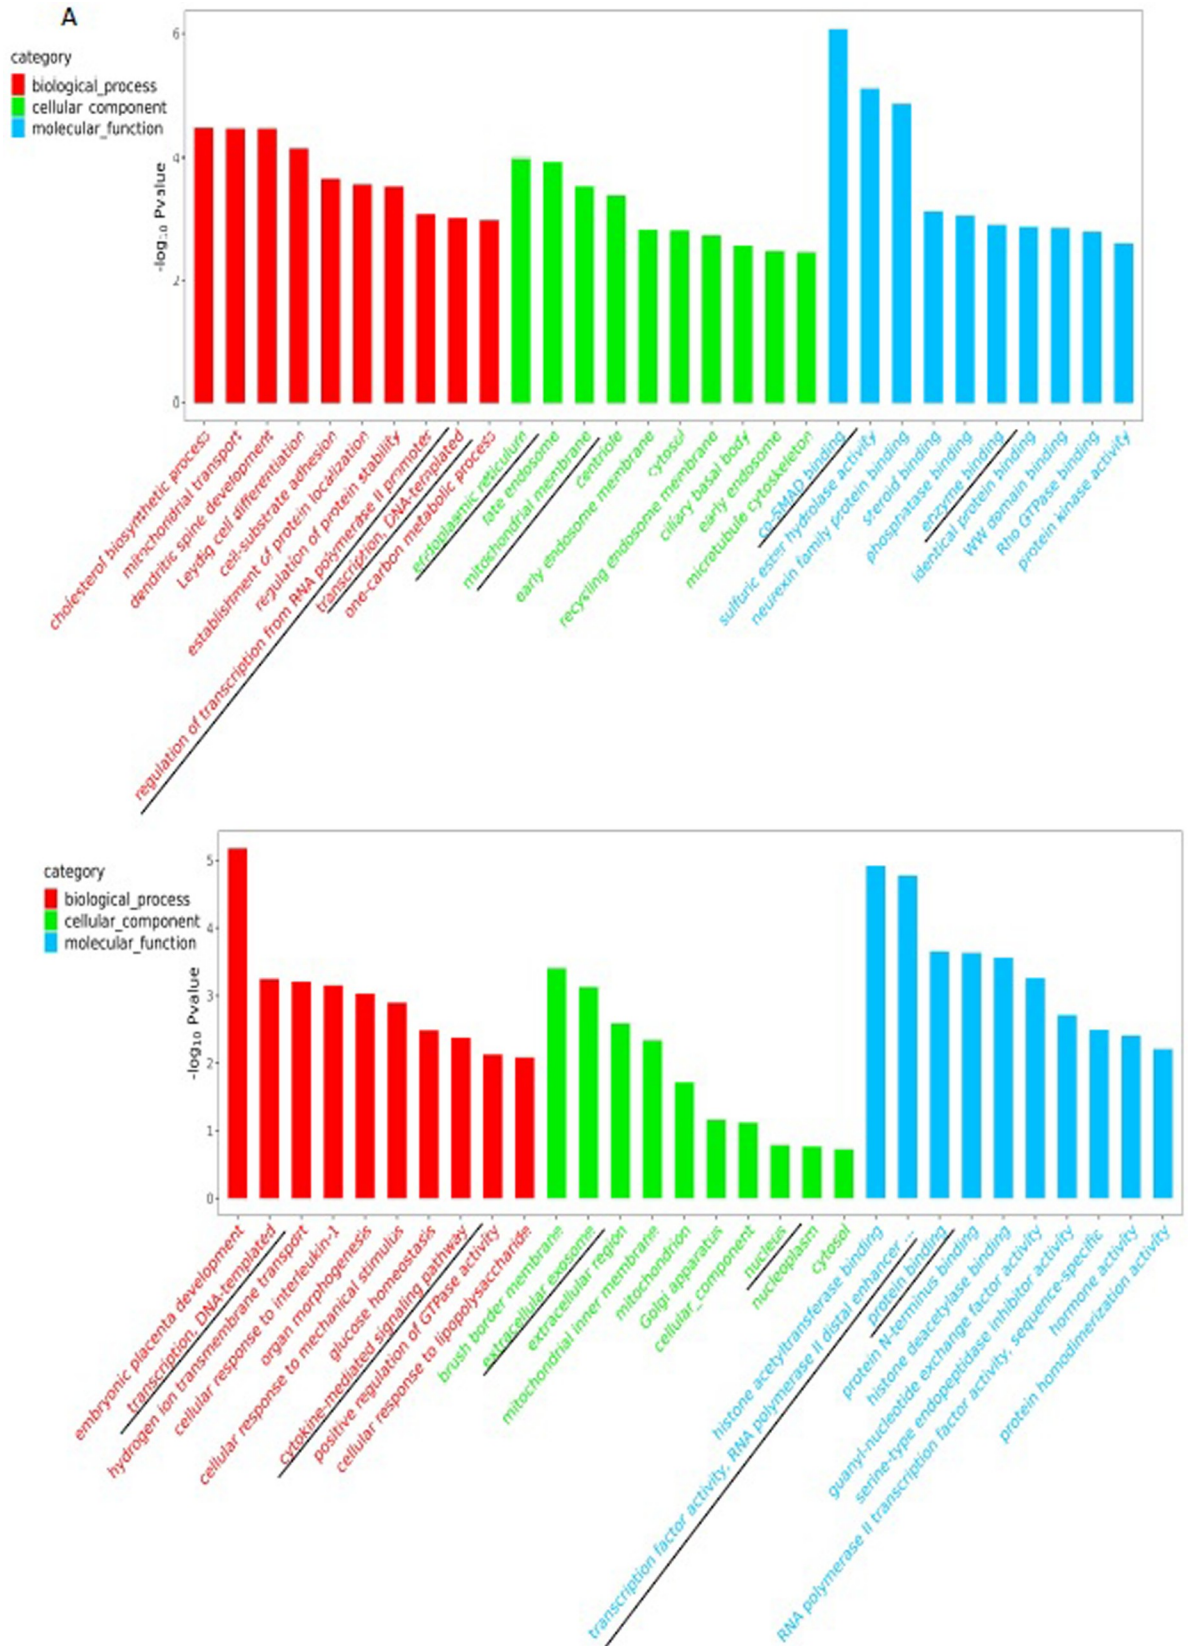 A
category
biological_process
cellular component
molecular_function
-log10 Pvalue
6
4
2
0
cholesterol biosynthetic process
mitochondrial transport
dendritic spine development
Leydig cell differentiation
cell-substrate adhesion
establishment of protein localization
regulation of protein stability
regulation of transcription from RNA polymerase II promoter
transcription, DNA-templated
one-carbon metabolic process
endoplasmic reticulum
late endosome
mitochondrial membrane
centriole
early endosome membrane
cytosol
recycling endosome membrane
ciliary basal body
early endosome
microtubule cytoskeleton
co-SMAD binding
sulfuric ester hydrolase activity
neurexin family protein binding
steroid binding
phosphatase binding
enzyme binding
identical protein binding
WW domain binding
Rho GTPase binding
protein kinase activity
category
biological_process
cellular_component
molecular_function
-log10 Pvalue
5
4
3
2
1
0
embryonic placenta development
transcription, DNA-templated
hydrogen ion transmembrane transport
cellular response to interleukin-1
organ morphogenesis
cellular response to mechanical stimulus
glucose homeostasis
cytokine-mediated signaling pathway
positive regulation of GTPase activity
cellular response to lipopolysaccharide
brush border membrane
extracellular exosome
extracellular region
mitochondrial inner membrane
mitochondrion
Golgi apparatus
cellular_component
nucleus
nucleoplasm
cytosol
histone acetyltransferase binding
transcription factor activity, RNA polymerase II distal enhancer ...
protein binding
protein N-terminus binding
histone deacetylase binding
guanyl-nucleotide exchange factor activity
serine-type endopeptidase inhibitor activity
RNA polymerase II transcription factor activity, sequence-specific
hormone activity
protein homodimerization activity